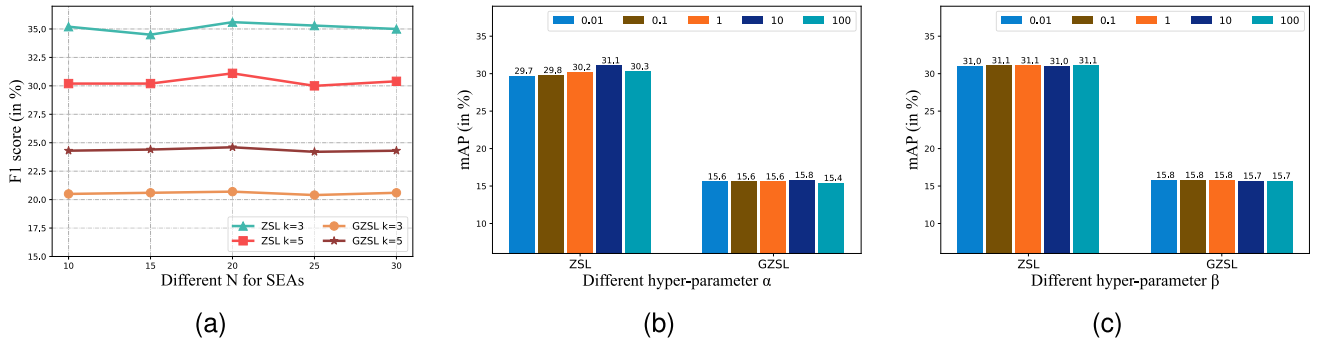 F1 score (in %)
35.0
32.5
30.0
27.5
25.0
22.5
20.0
17.5
15.0
ZSL k=3
GZSL k=3
ZSL k=5
GZSL k=5
10 15 20 25 30
Different N for SEAs
(a)
0.01 0.1 1 10 100
mAP (in %)
35
30
25
20
15
10
29,7 29,8 30,2 31,1 30,3
15,6 15,6 15,6 15,8 15,4
ZSL GZSL
Different hyper-parameter α
(b)
0.01 0.1 1 10 100
mAP (in %)
35
30
25
20
15
10
31,0 31,1 31,1 31,0 31,1
15.8 15.8 15.8 15.7 15.7
ZSL GZSL
Different hyper-parameter β
(c)